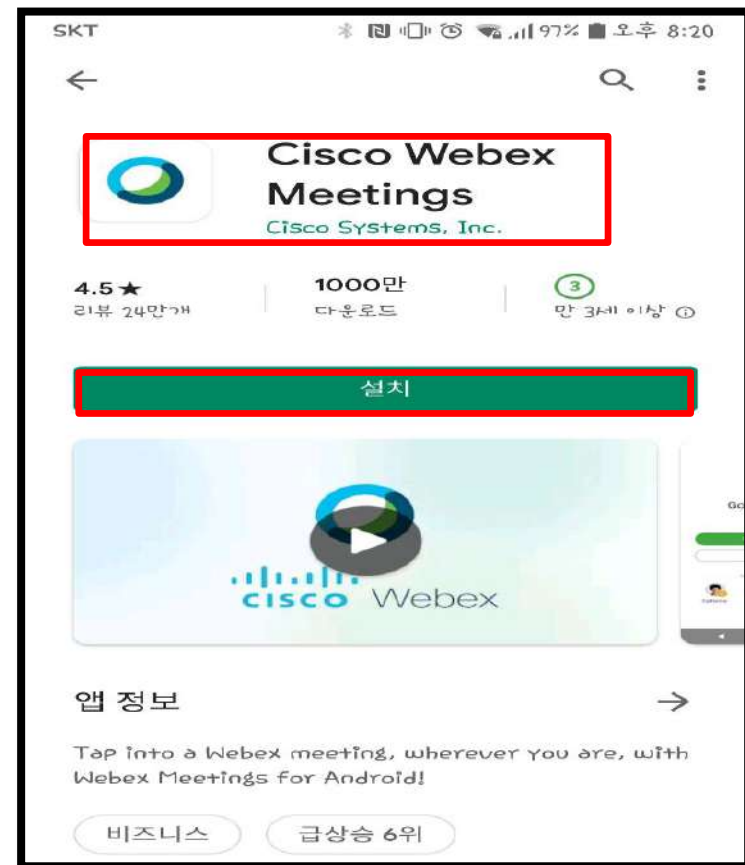 SKT 97% 오후 8:20
Cisco Webex
Meetings
Cisco Systems, Inc.
4.5★ 1000만 3
리뷰 24만개 다운로드 만 3세 이상
설치
Go
CISCO Webex
앱 정보
Tap into a Webex meeting, wherever you are, with
Webex Meetings for Android!
비즈니스 급상승 6위